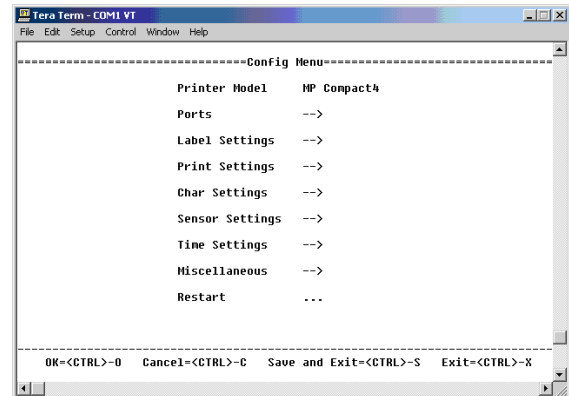 Tera Term - COM1 VT
File Edit Setup Control Window Help
===============================Config Menu===========================
Printer Model MP Compact4
Ports -->
Label Settings -->
Print Settings -->
Char Settings -->
Sensor Settings -->
Time Settings -->
Miscellaneous -->
Restart ...
OK=<CTRL>-O Cancel=<CTRL>-C Save and Exit=<CTRL>-S Exit=<CTRL>-X